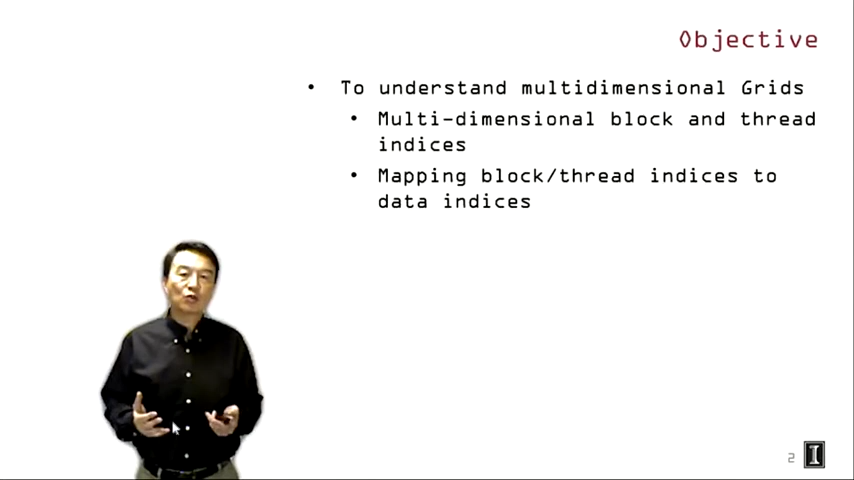 Objective
• To understand multidimensional Grids
• Multi-dimensional block and thread
indices
• Mapping block/thread indices to
data indices
2
I